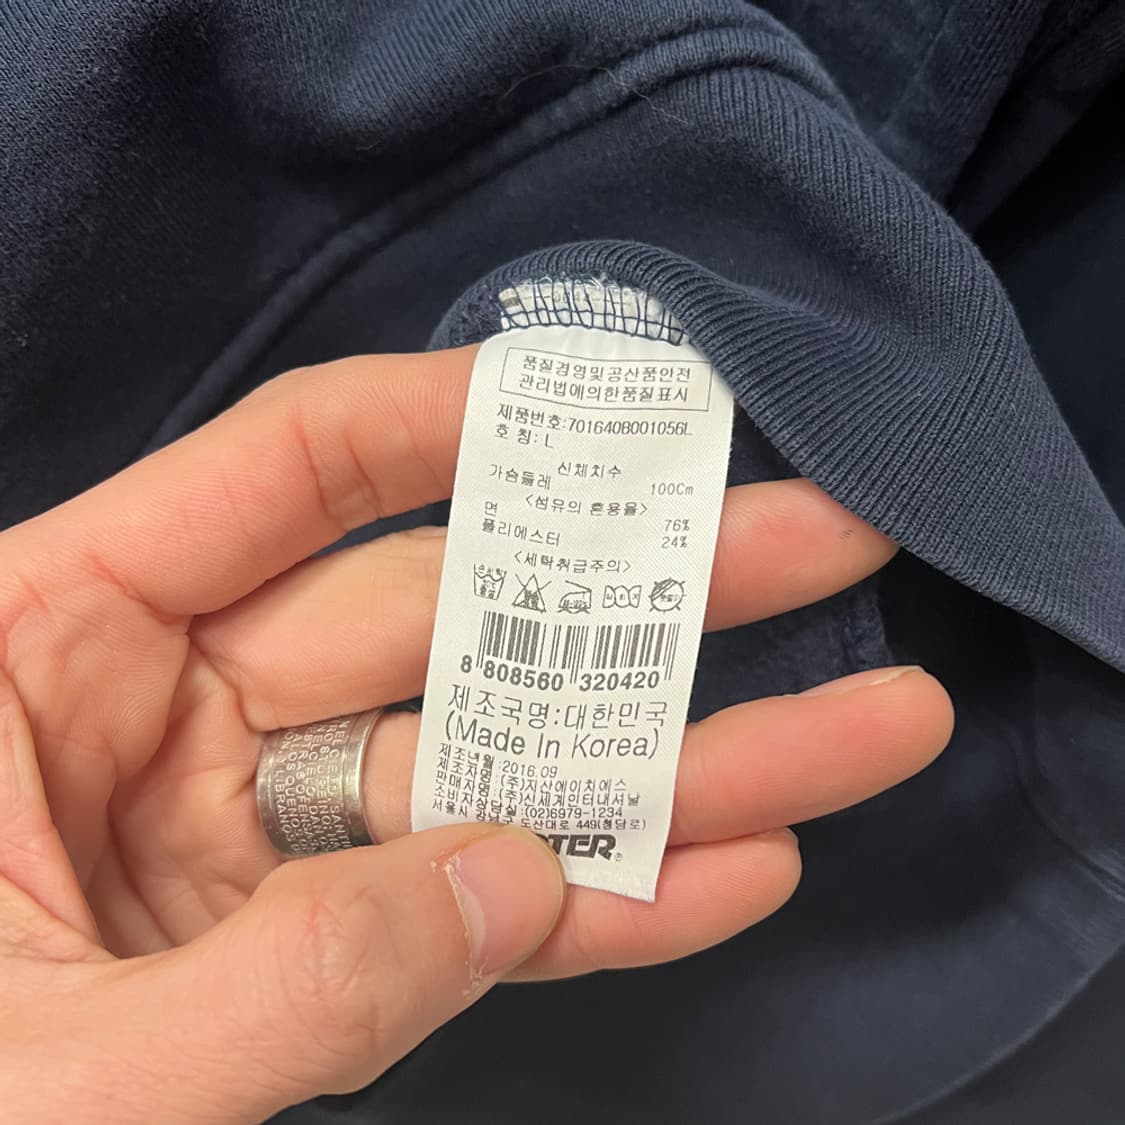 품질경영및공산품안전
관리법에의한품질표시
제품번호:701640B001056L
호 칭: L
신체치수
가슴둘레 100Cm
<섬유의 혼용율>
면 76%
폴리에스터 24%
<세탁취급주의>
8 808560 320420
제조국명:대한민국
(Made In Korea)
제조년월:2016.09
제조자명:(주)지산에이치에스
판매자명:(주)신세계인터내셔날
소비자상담실:(02)6979-1234
서울시 강남구 도산대로 449(청담로)